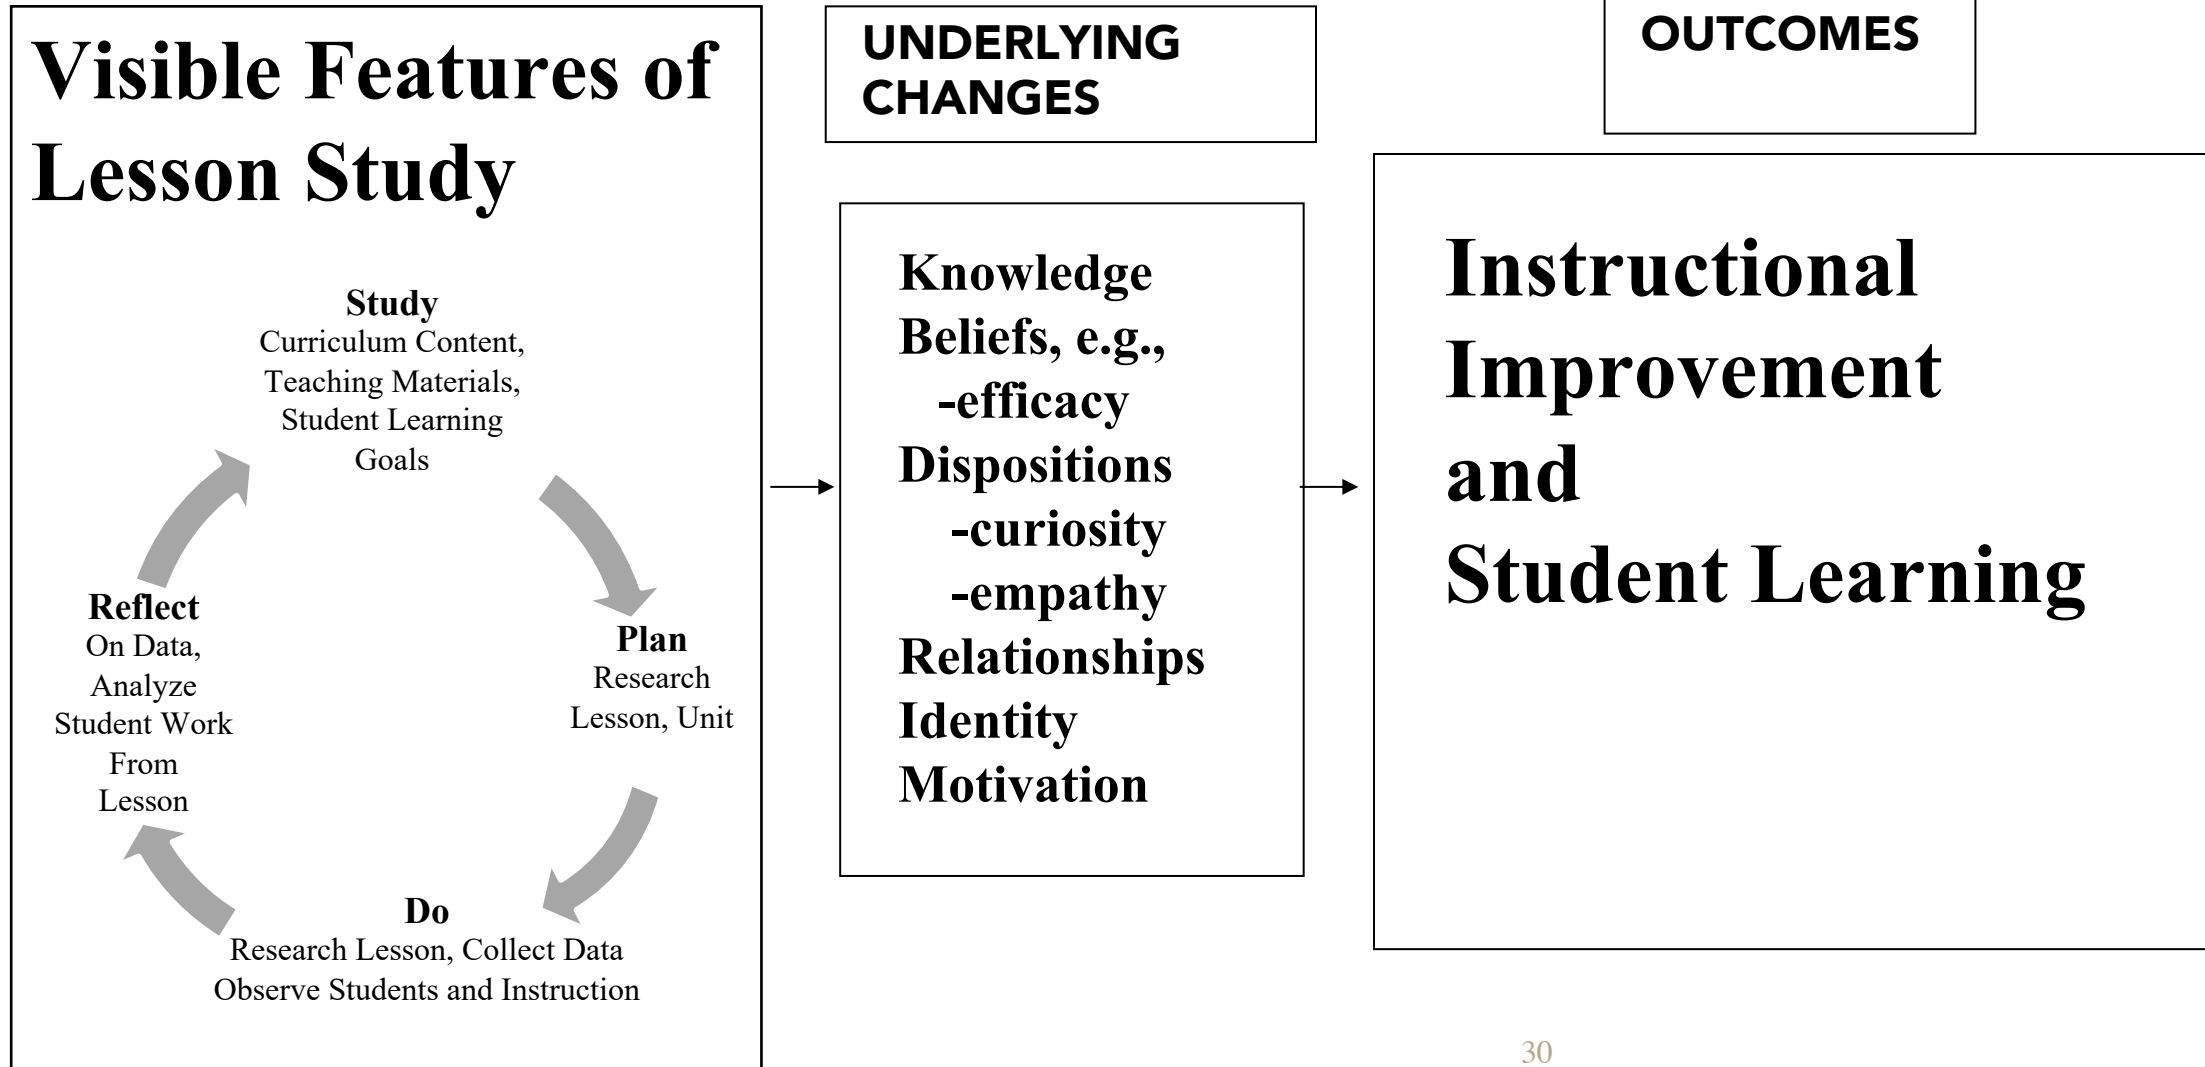 Visible Features of
Lesson Study
Study
Curriculum Content,
Teaching Materials,
Student Learning
Goals
Plan
Research
Lesson, Unit
Do
Research Lesson, Collect Data
Observe Students and Instruction
Reflect
On Data,
Analyze
Student Work
From
Lesson
UNDERLYING
CHANGES
Knowledge
Beliefs, e.g.,
-efficacy
Dispositions
-curiosity
-empathy
Relationships
Identity
Motivation
OUTCOMES
Instructional
Improvement
and
Student Learning
30